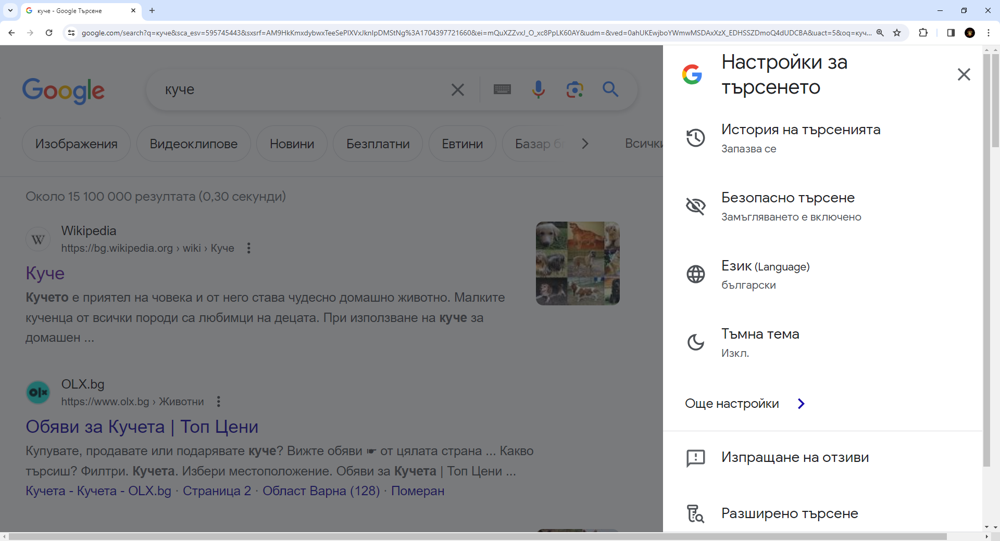 куче - Google Търсене
google.com/search?q=куче&sca_esv=595745443&sxsrf=AM9HkKmxdybwxTeeSePIXVxJknIpDMStNg%3A1704397721660&ei=mQuXZZvxJ_O_xc8PpLK60AY&udm=&ved=0ahUKEwjboYWmwMSDAxXzX_EDHSSZDmoQ4dUDCBA&uact=5&oq=куч...
Google
куче
Изображения
Видеоклипове
Новини
Безплатни
Евтини
Базар
Всички
Около 15 100 000 резултата (0,30 секунди)
W
Wikipedia
https://bg.wikipedia.org › wiki › Куче
Куче
Кучето е приятел на човека и от него става чудесно домашно животно. Малките
кученца от всички породи са любимци на децата. При използване на куче за
домашен ...
olx
OLX.bg
https://www.olx.bg › Животни
Обяви за Кучета | Топ Цени
Купувате, продавате или подарявате куче? Вижте обяви ☛ от цялата страна ... Какво
търсиш? Филтри. Кучета. Избери местоположение. Обяви за Кучета | Топ Цени ...
Кучета - Кучета - OLX.bg · Страница 2 · Област Варна (128) · Померан
Настройки за
търсенето
История на търсенията
Запазва се
Безопасно търсене
Замъгляването е включено
Език (Language)
български
Тъмна тема
Изкл.
Още настройки
Изпращане на отзиви
Разширено търсене